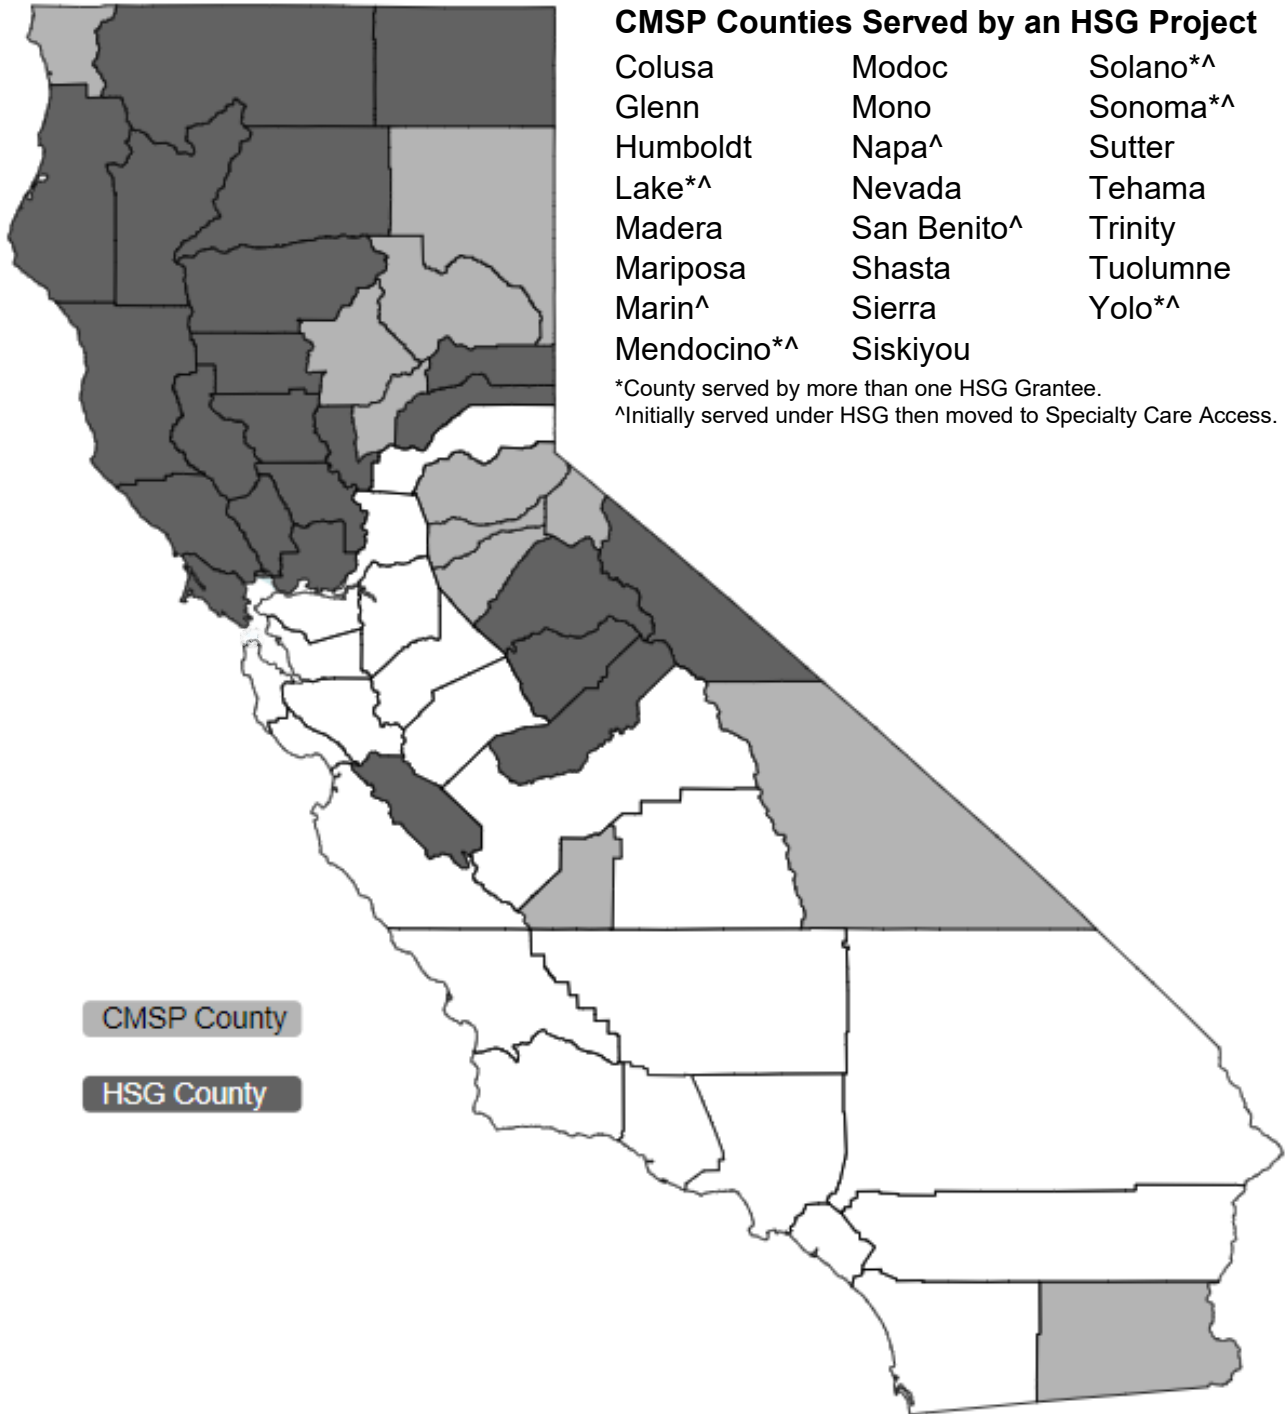 CMSP Counties Served by an HSG Project
Colusa
Glenn
Humboldt
Lake*^
Madera
Mariposa
Marin^
Mendocino*^
Modoc
Mono
Napa^
Nevada
San Benito^
Shasta
Sierra
Siskiyou
Solano*^
Sonoma*^
Sutter
Tehama
Trinity
Tuolumne
Yolo*^
*County served by more than one HSG Grantee.
^Initially served under HSG then moved to Specialty Care Access.
CMSP County
HSG County